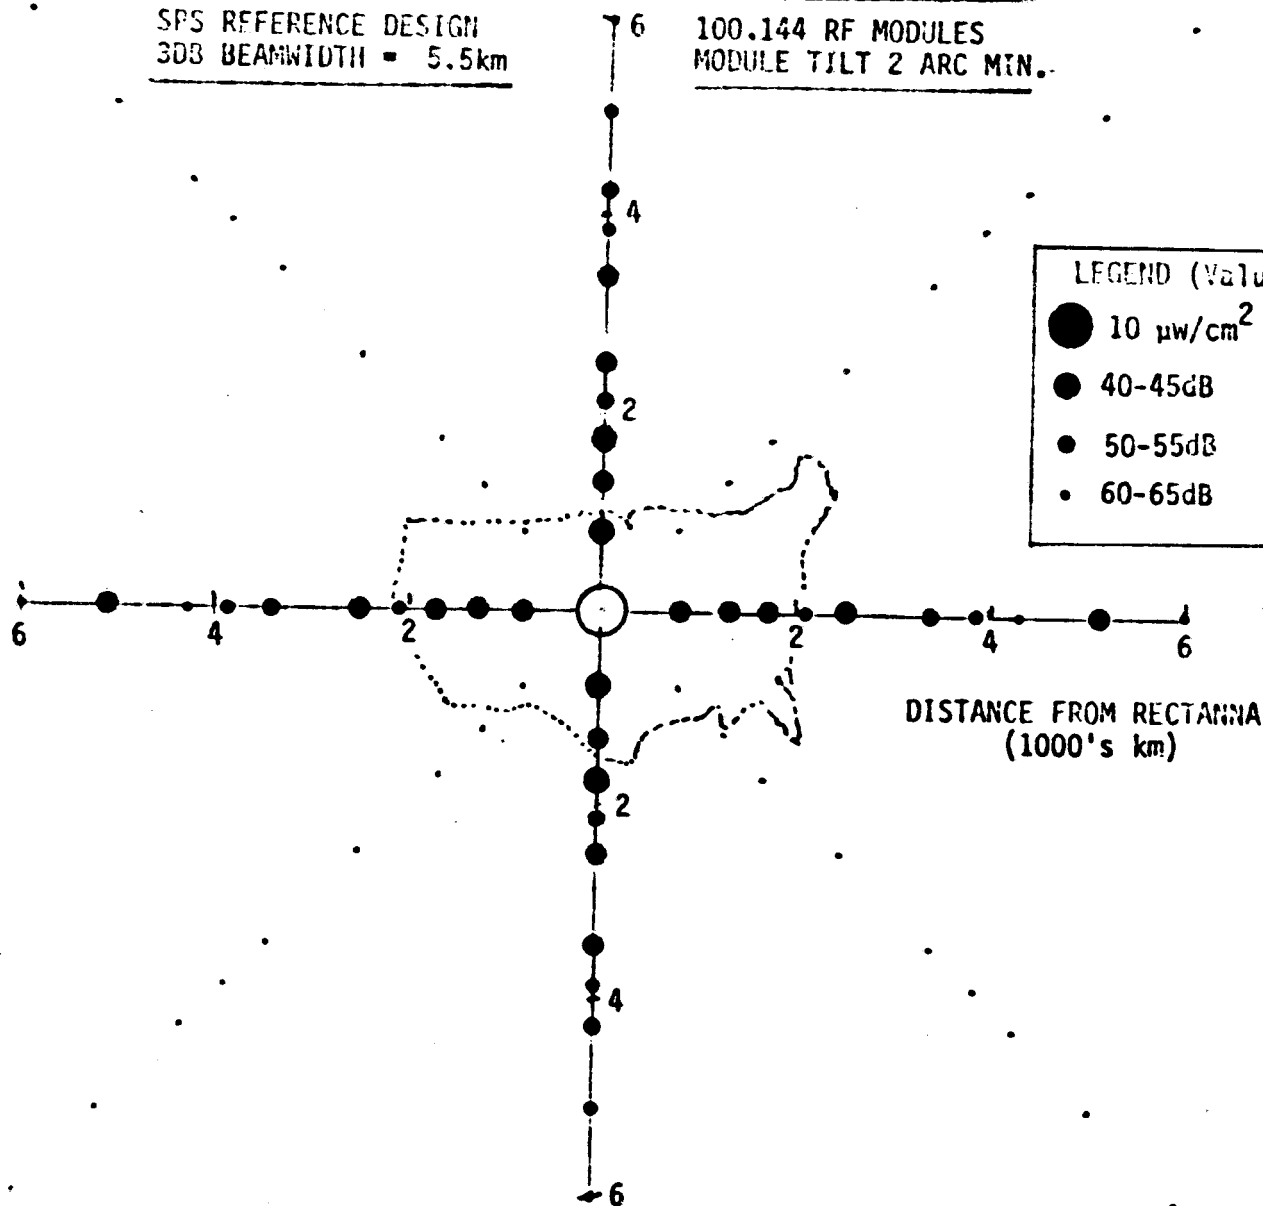 SPS REFERENCE DESIGN
3DB BEAMWIDTH = 5.5km
100.144 RF MODULES
MODULE TILT 2 ARC MIN.
6
4
2
LEGEND (Valu
10 µw/cm²
40-45dB
50-55dB
60-65dB
6
4
2
2
4
6
DISTANCE FROM RECTANNA
(1000's km)
2
4
6